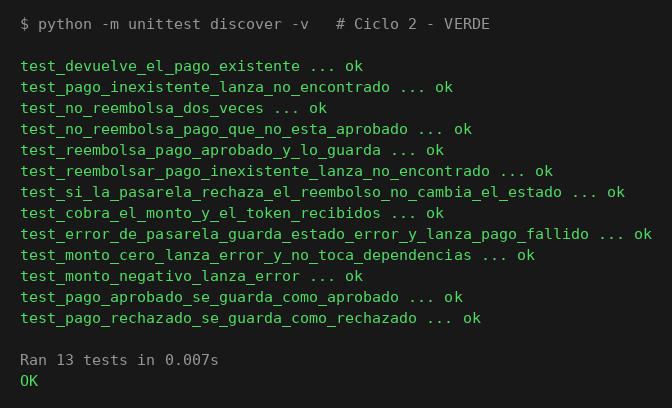 $ python -m unittest discover -v   # Ciclo 2 - VERDE
test_devuelve_el_pago_existente ... ok
test_pago_inexistente_lanza_no_encontrado ... ok
test_no_reembolsa_dos_veces ... ok
test_no_reembolsa_pago_que_no_esta_aprobado ... ok
test_reembolsa_pago_aprobado_y_lo_guarda ... ok
test_reembolsar_pago_inexistente_lanza_no_encontrado ... ok
test_si_la_pasarela_rechaza_el_reembolso_no_cambia_el_estado ... ok
test_cobra_el_monto_y_el_token_recibidos ... ok
test_error_de_pasarela_guarda_estado_error_y_lanza_pago_fallido ... ok
test_monto_cero_lanza_error_y_no_toca_dependencias ... ok
test_monto_negativo_lanza_error ... ok
test_pago_aprobado_se_guarda_como_aprobado ... ok
test_pago_rechazado_se_guarda_como_rechazado ... ok
Ran 13 tests in 0.007s
OK